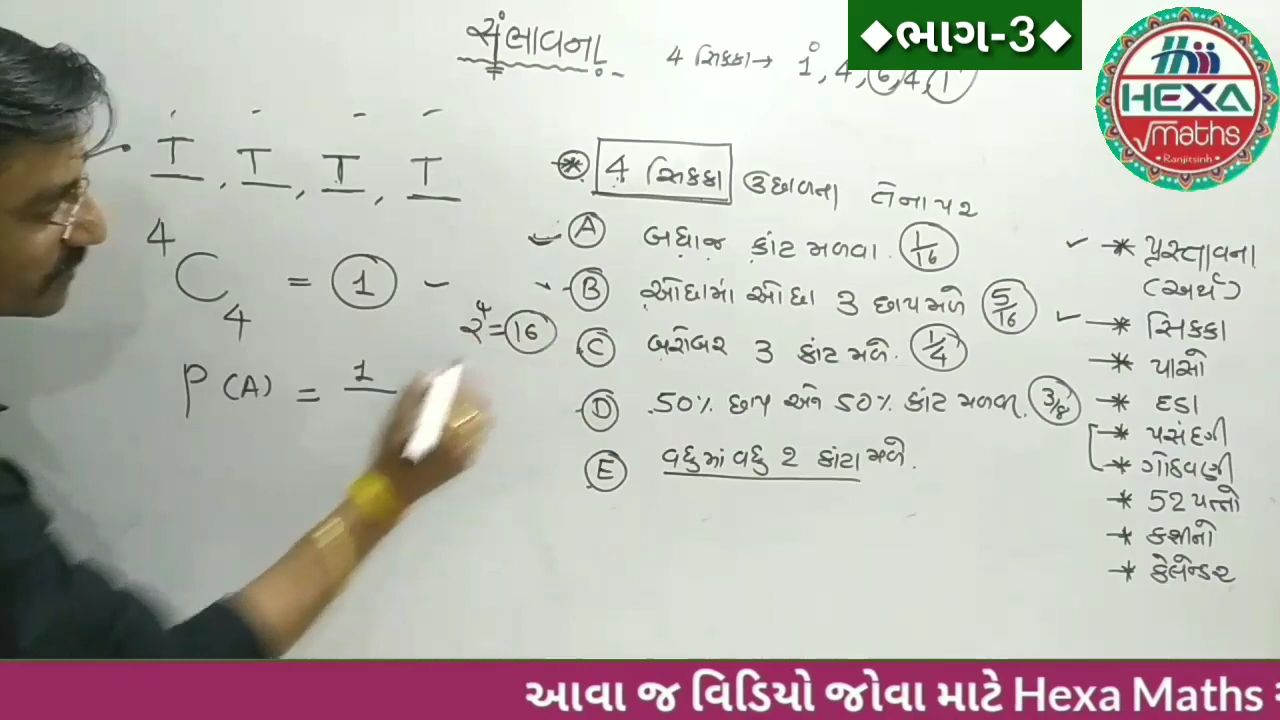 સંભાવના
◆ભાગ-3◆
4 સિક્કા → 1, 4, 6, 4, 1
HEXA
maths
Ranjitsinh
T, T, T, T
⁴C₄ = 1
P(A) = 1
2⁴ = 16
* 4 સિક્કા ઉછાળતા તેના પર
A બધાજ કાંટ મળવા. 1/16
B ઓછામાં ઓછા 3 છાપ મળે 5/16
C બરોબર 3 કાંટ મળે. 1/4
D 50% છાપ અને 50% કાંટ મળવા. 3/8
E વધુમાં વધુ 2 કાંટા મળે.
* પ્રસ્તાવના
(અર્થ)
* સિક્કા
* પાસો
* દડા
* પસંદગી
* ગોઠવણી
* 52 પત્તો
* કશીનો
* કેલેન્ડર
આવા જ વિડિયો જોવા માટે Hexa Maths